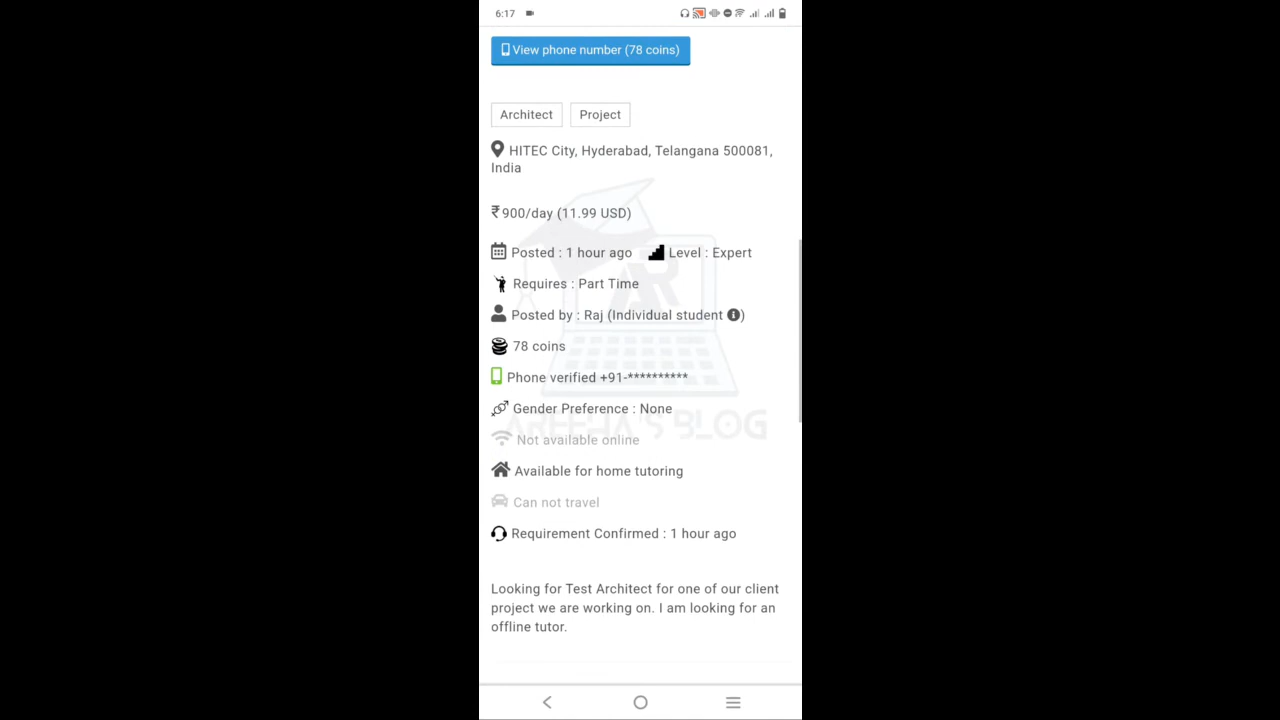 6:17
View phone number (78 coins)
Architect
Project
HITEC City, Hyderabad, Telangana 500081,
India
₹900/day (11.99 USD)
Posted : 1 hour ago
Level : Expert
Requires : Part Time
Posted by : Raj (Individual student )
78 coins
Phone verified +91-**********
Gender Preference : None
Not available online
Available for home tutoring
Can not travel
Requirement Confirmed : 1 hour ago
Looking for Test Architect for one of our client
project we are working on. I am looking for an
offline tutor.
AR
AREEHA'S BLOG